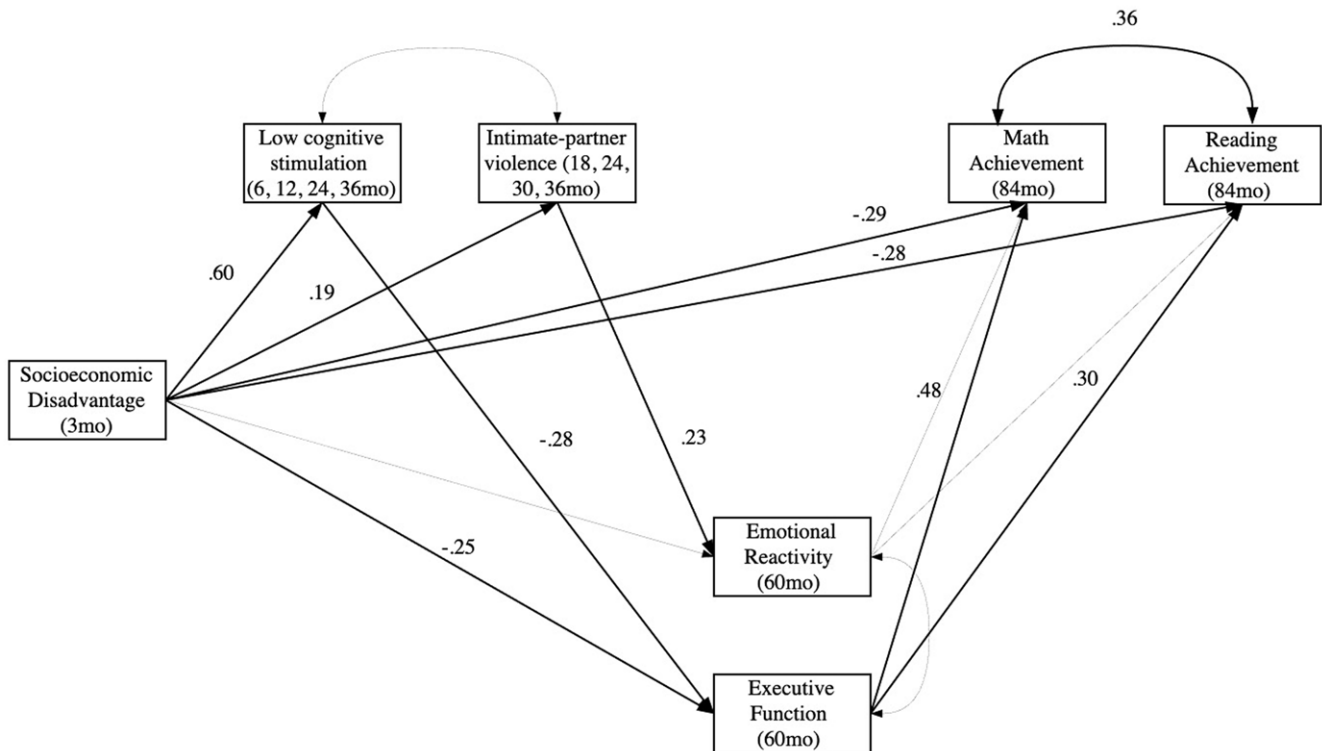 .36
Low cognitive
stimulation
(6, 12, 24, 36mo)
Intimate-partner
violence (18, 24,
30, 36mo)
Math
Achievement
(84mo)
Reading
Achievement
(84mo)
-.29
-.28
.60
.19
Socioeconomic
Disadvantage
(3mo)
.48
.30
-.28
.23
-.25
Emotional
Reactivity
(60mo)
Executive
Function
(60mo)